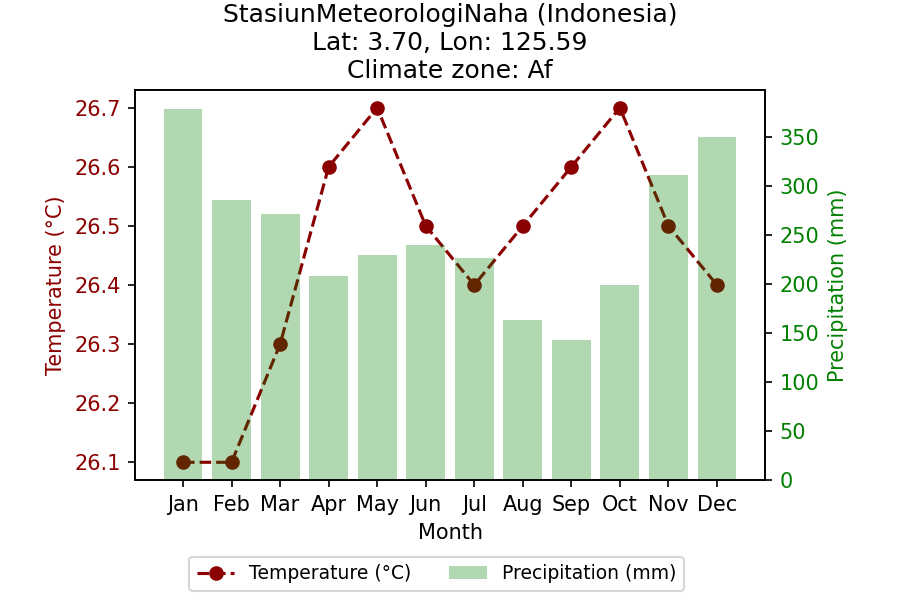 StasiunMeteorologiNaha (Indonesia)
Lat: 3.70, Lon: 125.59
Climate zone: Af
Temperature (°C)
26.7
26.6
26.5
26.4
26.3
26.2
26.1
350
300
250
200
150
100
50
0
Precipitation (mm)
Jan Feb Mar Apr May Jun Jul Aug Sep Oct Nov Dec
Month
Temperature (°C) Precipitation (mm)